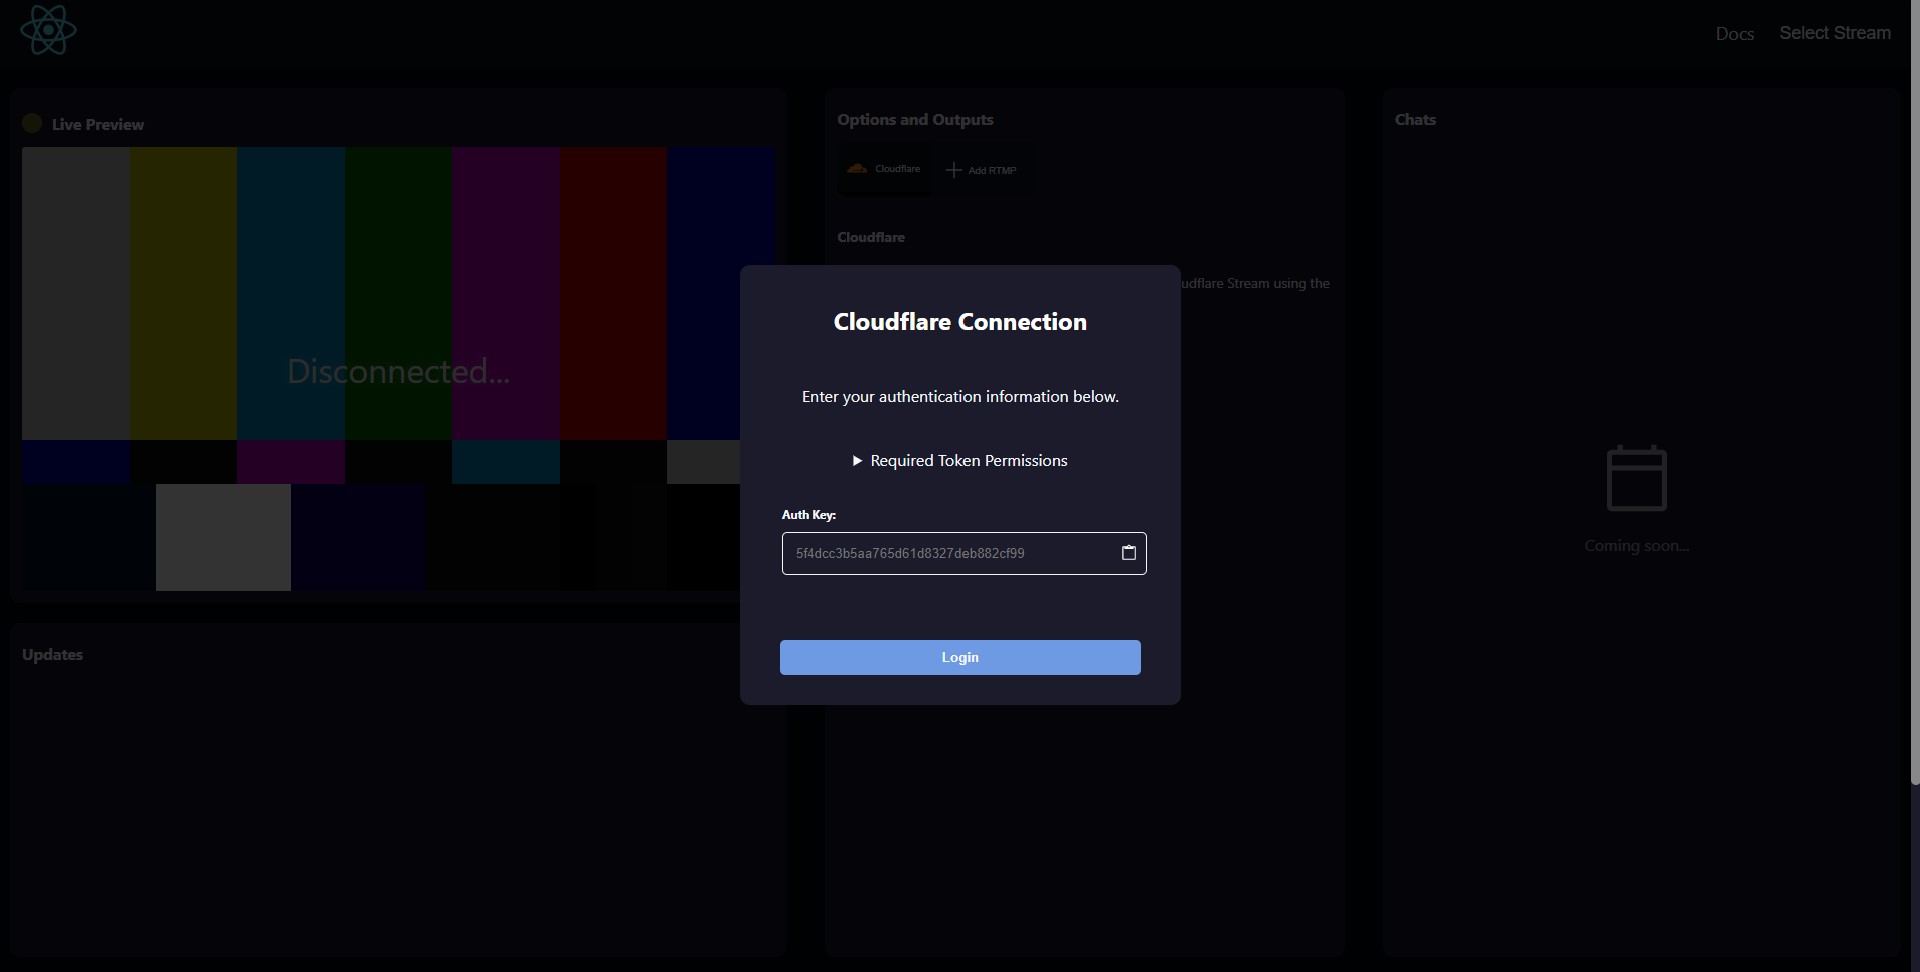 Docs
Select Stream
Live Preview
Disconnected...
Updates
Options and Outputs
Cloudflare
Add RTMP
Cloudflare
udflare Stream using the
Chats
Coming soon...
Cloudflare Connection
Enter your authentication information below.
Required Token Permissions
Auth Key:
5f4dcc3b5aa765d61d8327deb882cf99
Login